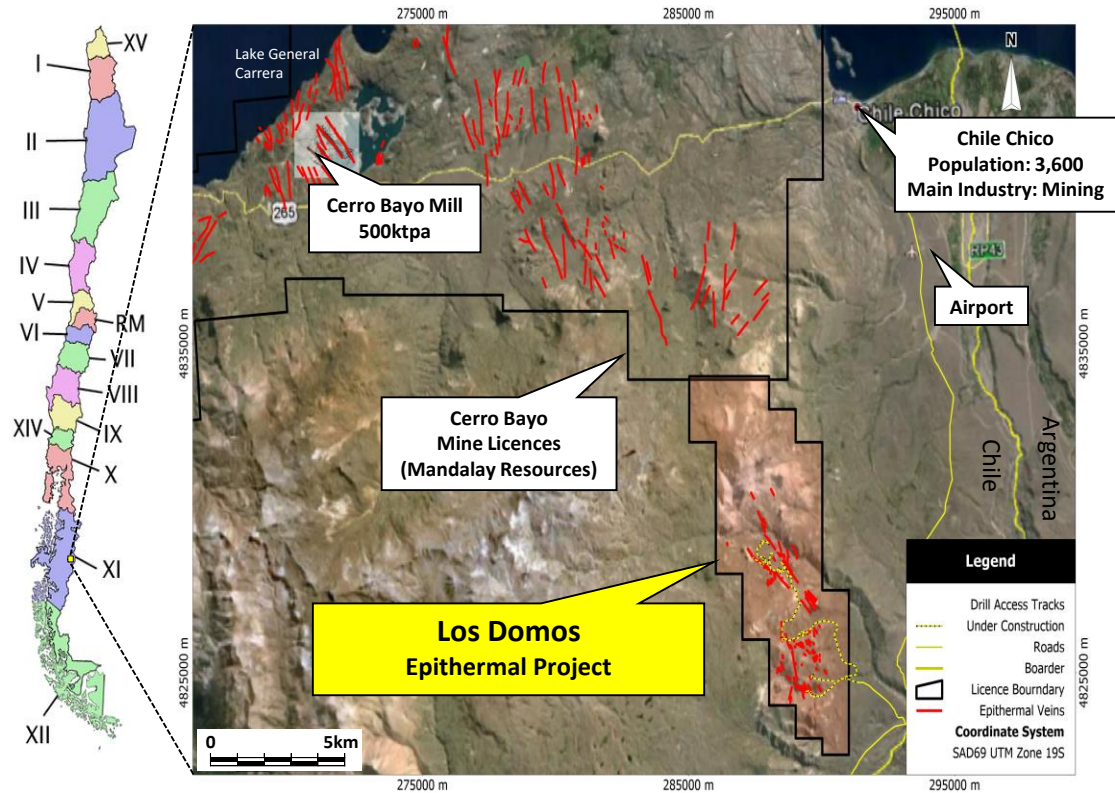 XV
I
II
III
IV
V
RM
VI
VII
VIII
IX
XIV
X
XI
XII
275000 m
285000 m
295000 m
Lake General
Carrera
N
Chile Chico
Chile Chico
Population: 3,600
Main Industry: Mining
Cerro Bayo Mill
500ktpa
265
RP43
Airport
4835000 m
4835000 m
Cerro Bayo
Mine Licences
(Mandalay Resources)
Chile
Argentina
Los Domos
Epithermal Project
4825000 m
4825000 m
Legend
Drill Access Tracks
Under Construction
Roads
Boarder
Licence Boundary
Epithermal Veins
Coordinate System
SAD69 UTM Zone 19S
0
5km
275000 m
285000 m
295000 m